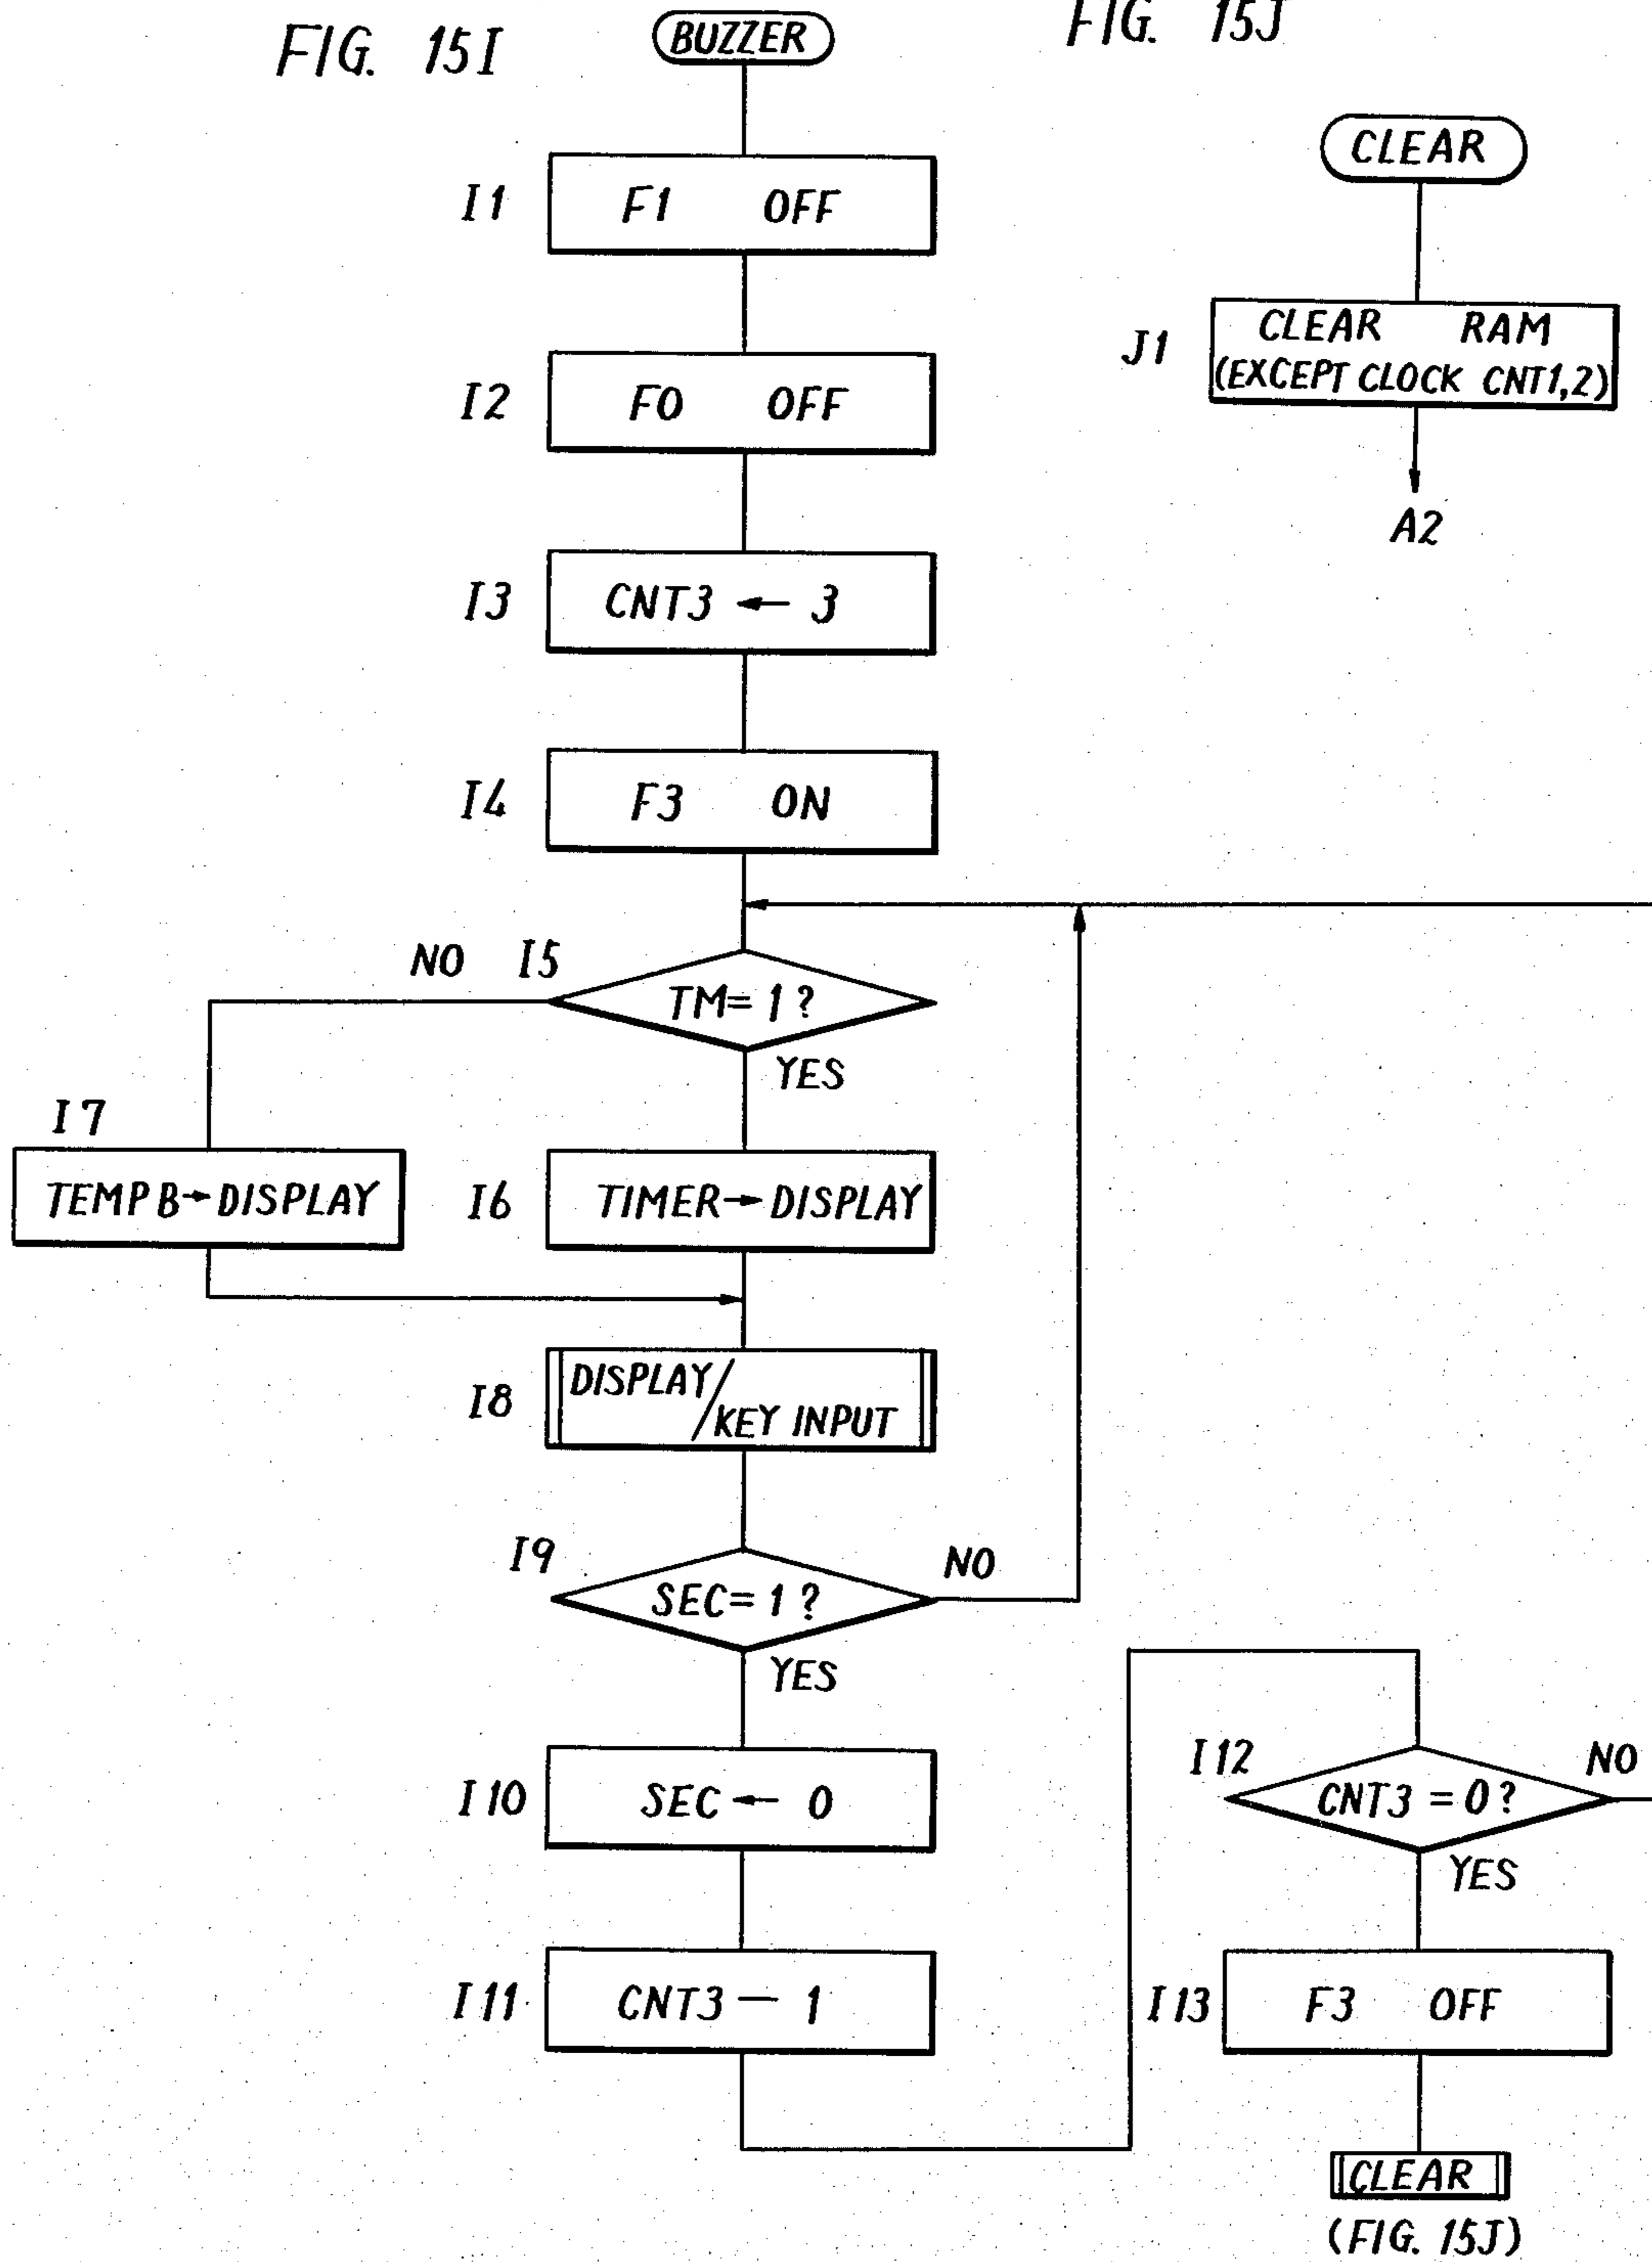 FIG. 15I
BUZZER
I1
F1 OFF
I2
F0 OFF
I3
CNT3 ← 3
I4
F3 ON
NO
I5
TM= 1 ?
YES
I7
TEMP B→DISPLAY
I6
TIMER→DISPLAY
I8
DISPLAY/
KEY INPUT
I9
SEC= 1 ?
NO
YES
I10
SEC ← 0
I11
CNT3 — 1
I12
CNT3 = 0 ?
NO
YES
I13
F3 OFF
CLEAR
(FIG. 15J)
FIG. 15J
CLEAR
J1
CLEAR RAM
(EXCEPT CLOCK CNT1,2)
A2